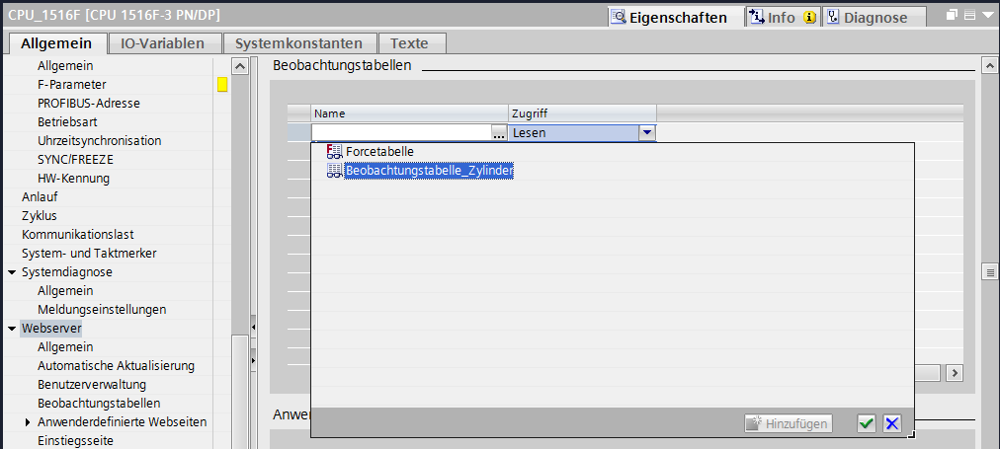 CPU_1516F [CPU 1516F-3 PN/DP]
Eigenschaften
Info
Diagnose
Allgemein
IO-Variablen
Systemkonstanten
Texte
Allgemein
F-Parameter
PROFIBUS-Adresse
Betriebsart
Uhrzeitsynchronisation
SYNC/FREEZE
HW-Kennung
Anlauf
Zyklus
Kommunikationslast
System- und Taktmerker
Systemdiagnose
Allgemein
Meldungseinstellungen
Webserver
Allgemein
Automatische Aktualisierung
Benutzerverwaltung
Beobachtungstabellen
Anwenderdefinierte Webseiten
Einstiegsseite
Beobachtungstabellen
Name Zugriff
... Lesen
Forcetabelle
Beobachtungstabelle_Zylinder
Hinzufügen
Anwe